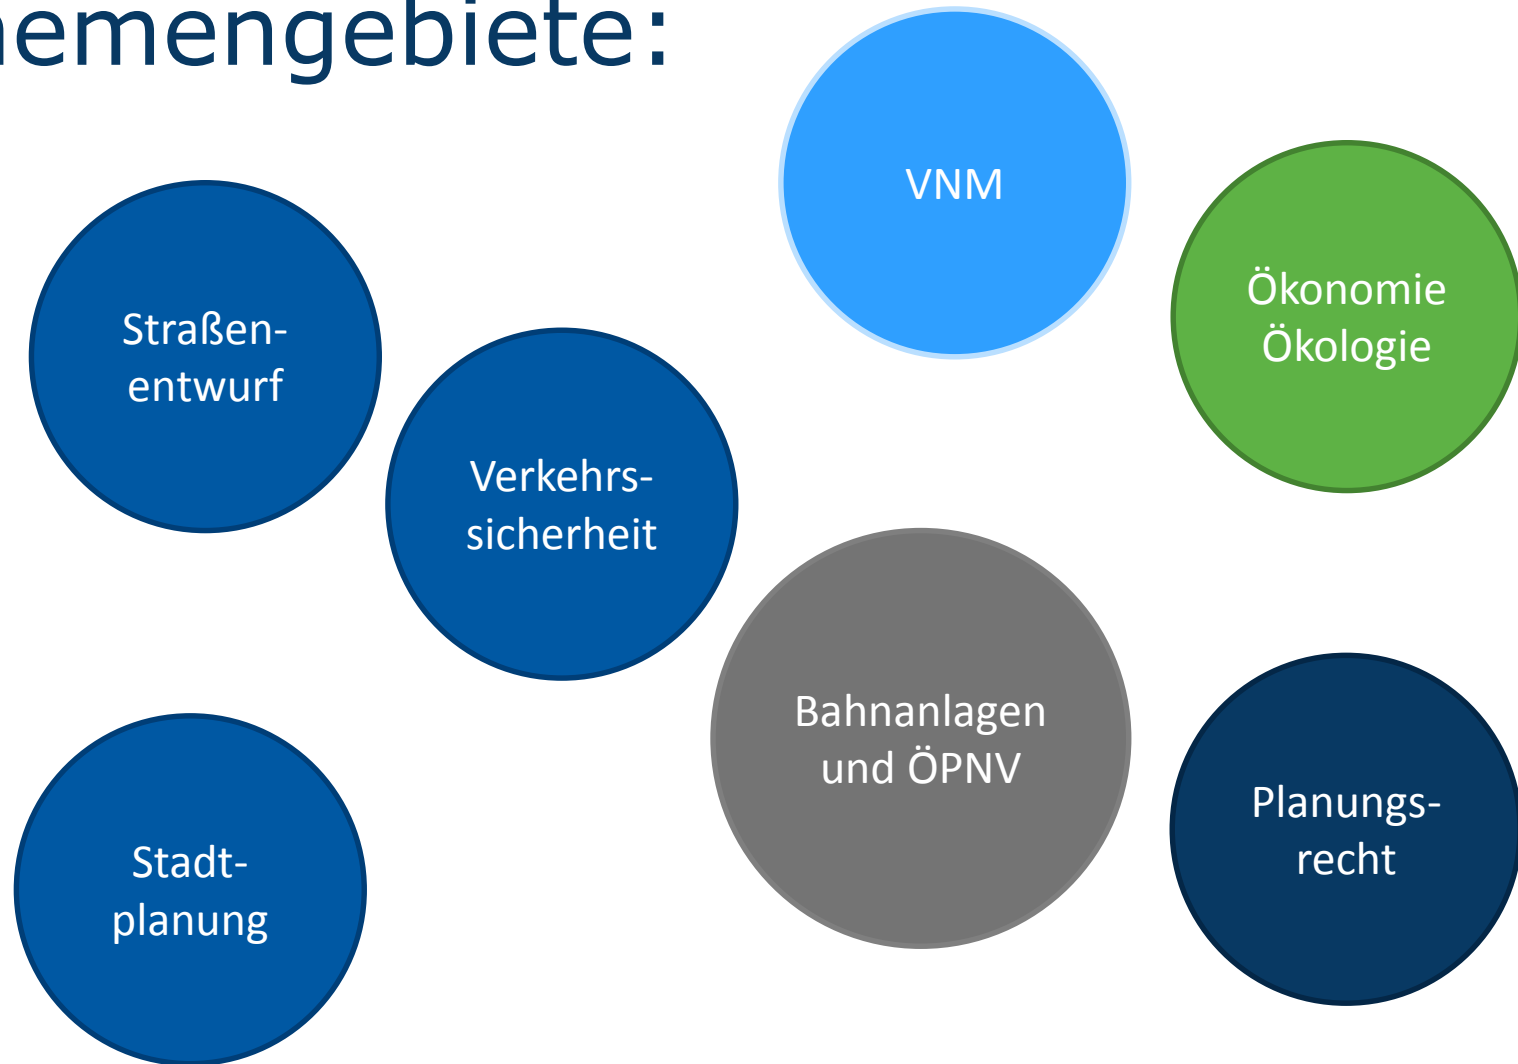 hemengebiete:
VNM
Ökonomie
Ökologie
Straßen-
entwurf
Verkehrs-
sicherheit
Bahnanlagen
und ÖPNV
Planungs-
recht
Stadt-
planung